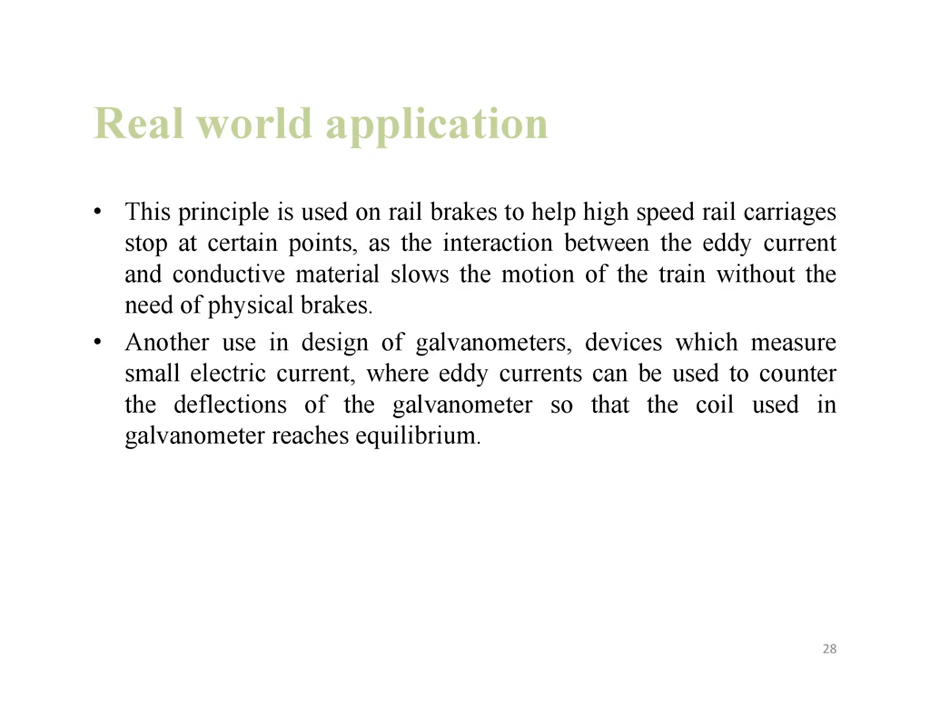 Real world application
• This principle is used on rail brakes to help high speed rail carriages
stop at certain points, as the interaction between the eddy current
and conductive material slows the motion of the train without the
need of physical brakes.
• Another use in design of galvanometers, devices which measure
small electric current, where eddy currents can be used to counter
the deflections of the galvanometer so that the coil used in
galvanometer reaches equilibrium.
28